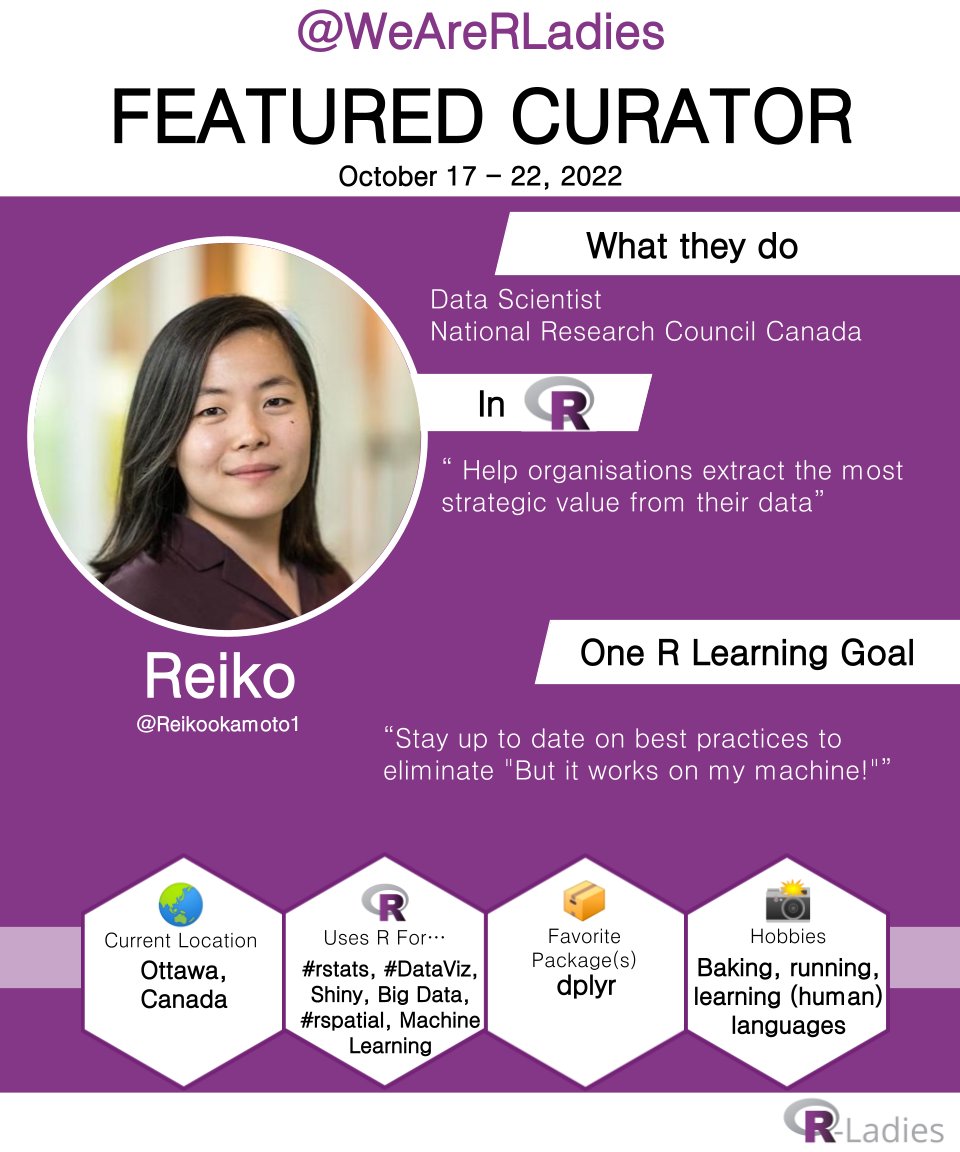 @WeAreRLadies
FEATURED CURATOR
October 17 – 22, 2022
What they do
Data Scientist
National Research Council Canada
In R
“ Help organisations extract the most
strategic value from their data”
Reiko
@Reikookamoto1
One R Learning Goal
“Stay up to date on best practices to
eliminate "But it works on my machine!"”
Current Location
Ottawa,
Canada
R
Uses R For…
#rstats, #DataViz,
Shiny, Big Data,
#rspatial, Machine
Learning
Favorite
Package(s)
dplyr
Hobbies
Baking, running,
learning (human)
languages
R-Ladies